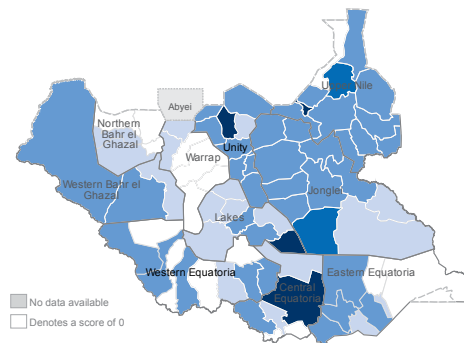 Upper Nile
Abyei
Northern
Bahr el
Ghazal
Unity
Warrap
Western Bahr el
Ghazal
Jongle
Lakes
Western Equatoria
Eastern Equatoria
Central
Equatoria
No data available
Denotes a score of 0